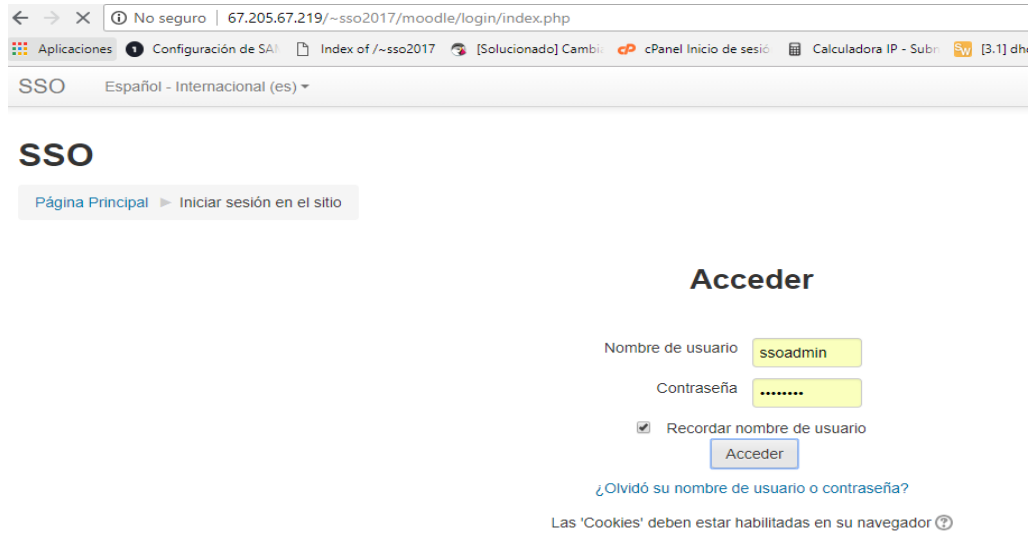 No seguro | 67.205.67.219/~sso2017/moodle/login/index.php
Aplicaciones Configuración de SA Index of /~sso2017 [Solucionado] Cambi cPanel Inicio de sesió Calculadora IP - Subn [3.1] dh
SSO Español - Internacional (es)
SSO
Página Principal ► Iniciar sesión en el sitio
Acceder
Nombre de usuario ssoadmin
Contraseña ••••••••
Recordar nombre de usuario
Acceder
¿Olvidó su nombre de usuario o contraseña?
Las 'Cookies' deben estar habilitadas en su navegador ?